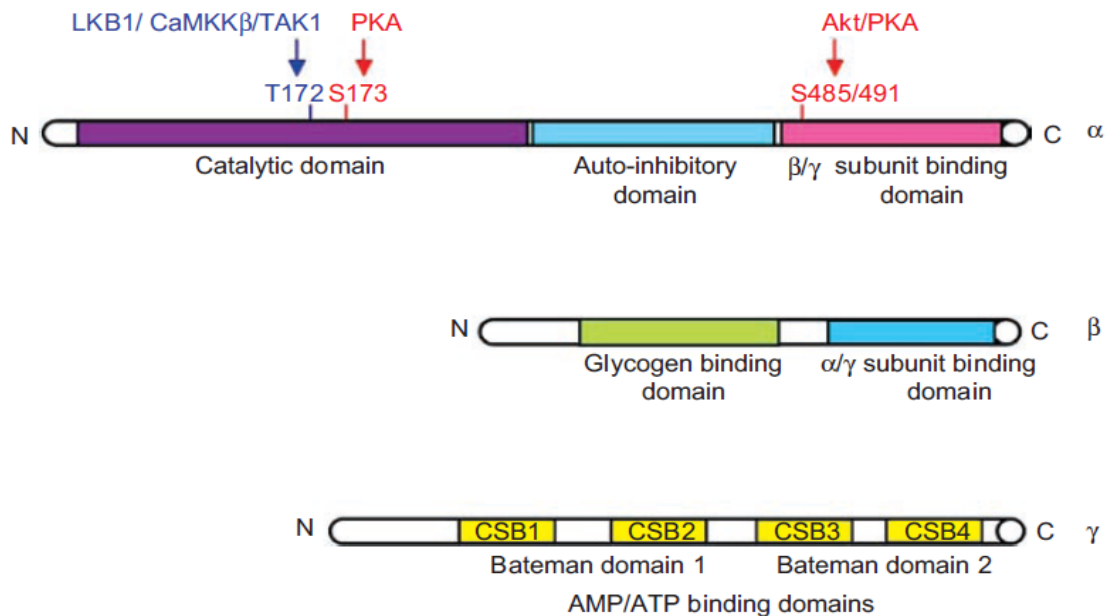 LKB1/ CaMKKβ/TAK1 PKA Akt/PKA
T172 S173 S485/491
N C α
Catalytic domain Auto-inhibitory domain β/γ subunit binding domain
N C β
Glycogen binding domain α/γ subunit binding domain
N CSB1 CSB2 CSB3 CSB4 C γ
Bateman domain 1 Bateman domain 2
AMP/ATP binding domains